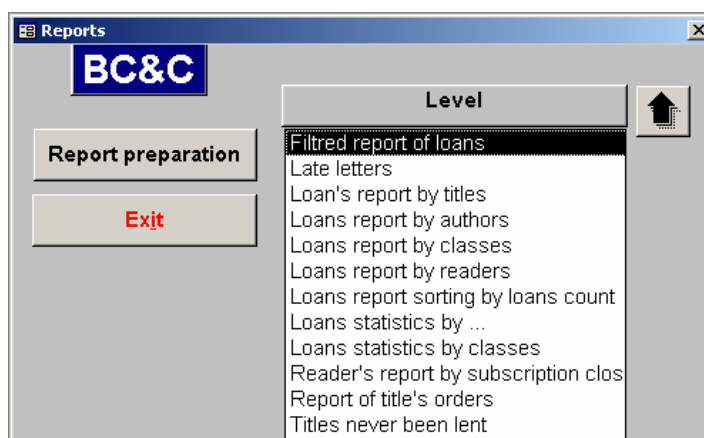 Reports
BC&C
Level
Report preparation
Exit
Filtred report of loans
Late letters
Loan's report by titles
Loans report by authors
Loans report by classes
Loans report by readers
Loans report sorting by loans count
Loans statistics by ...
Loans statistics by classes
Reader's report by subscription clos
Report of title's orders
Titles never been lent